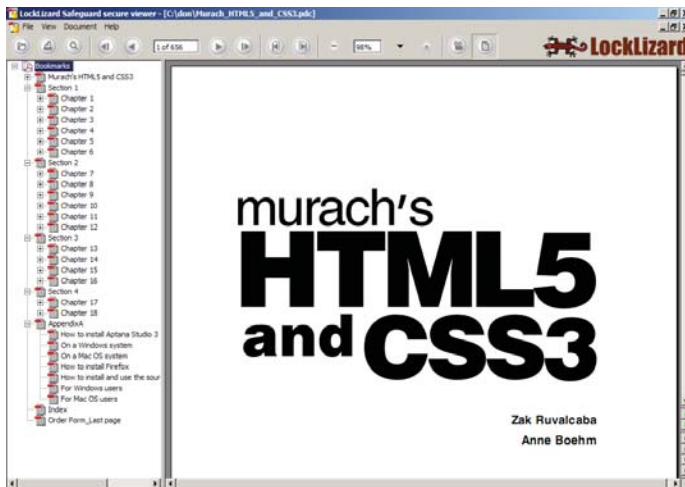 LockLizard Safeguard secure viewer - [C:\don\Murach_HTML5_and_CSS3.pdc]
File View Document Help
1 of 656
98%
LockLizard
Bookmarks
Murach's HTML5 and CSS3
Section 1
Chapter 1
Chapter 2
Chapter 3
Chapter 4
Chapter 5
Chapter 6
Section 2
Chapter 7
Chapter 8
Chapter 9
Chapter 10
Chapter 11
Chapter 12
Section 3
Chapter 13
Chapter 14
Chapter 15
Chapter 16
Section 4
Chapter 17
Chapter 18
AppendixA
How to install Aptana Studio 3
On a Windows system
On a Mac OS system
How to install Firefox
How to install and use the sour
For Windows users
For Mac OS users
Index
Order Form_Last page
murach's
HTML5
and CSS3
Zak Ruvalcaba
Anne Boehm